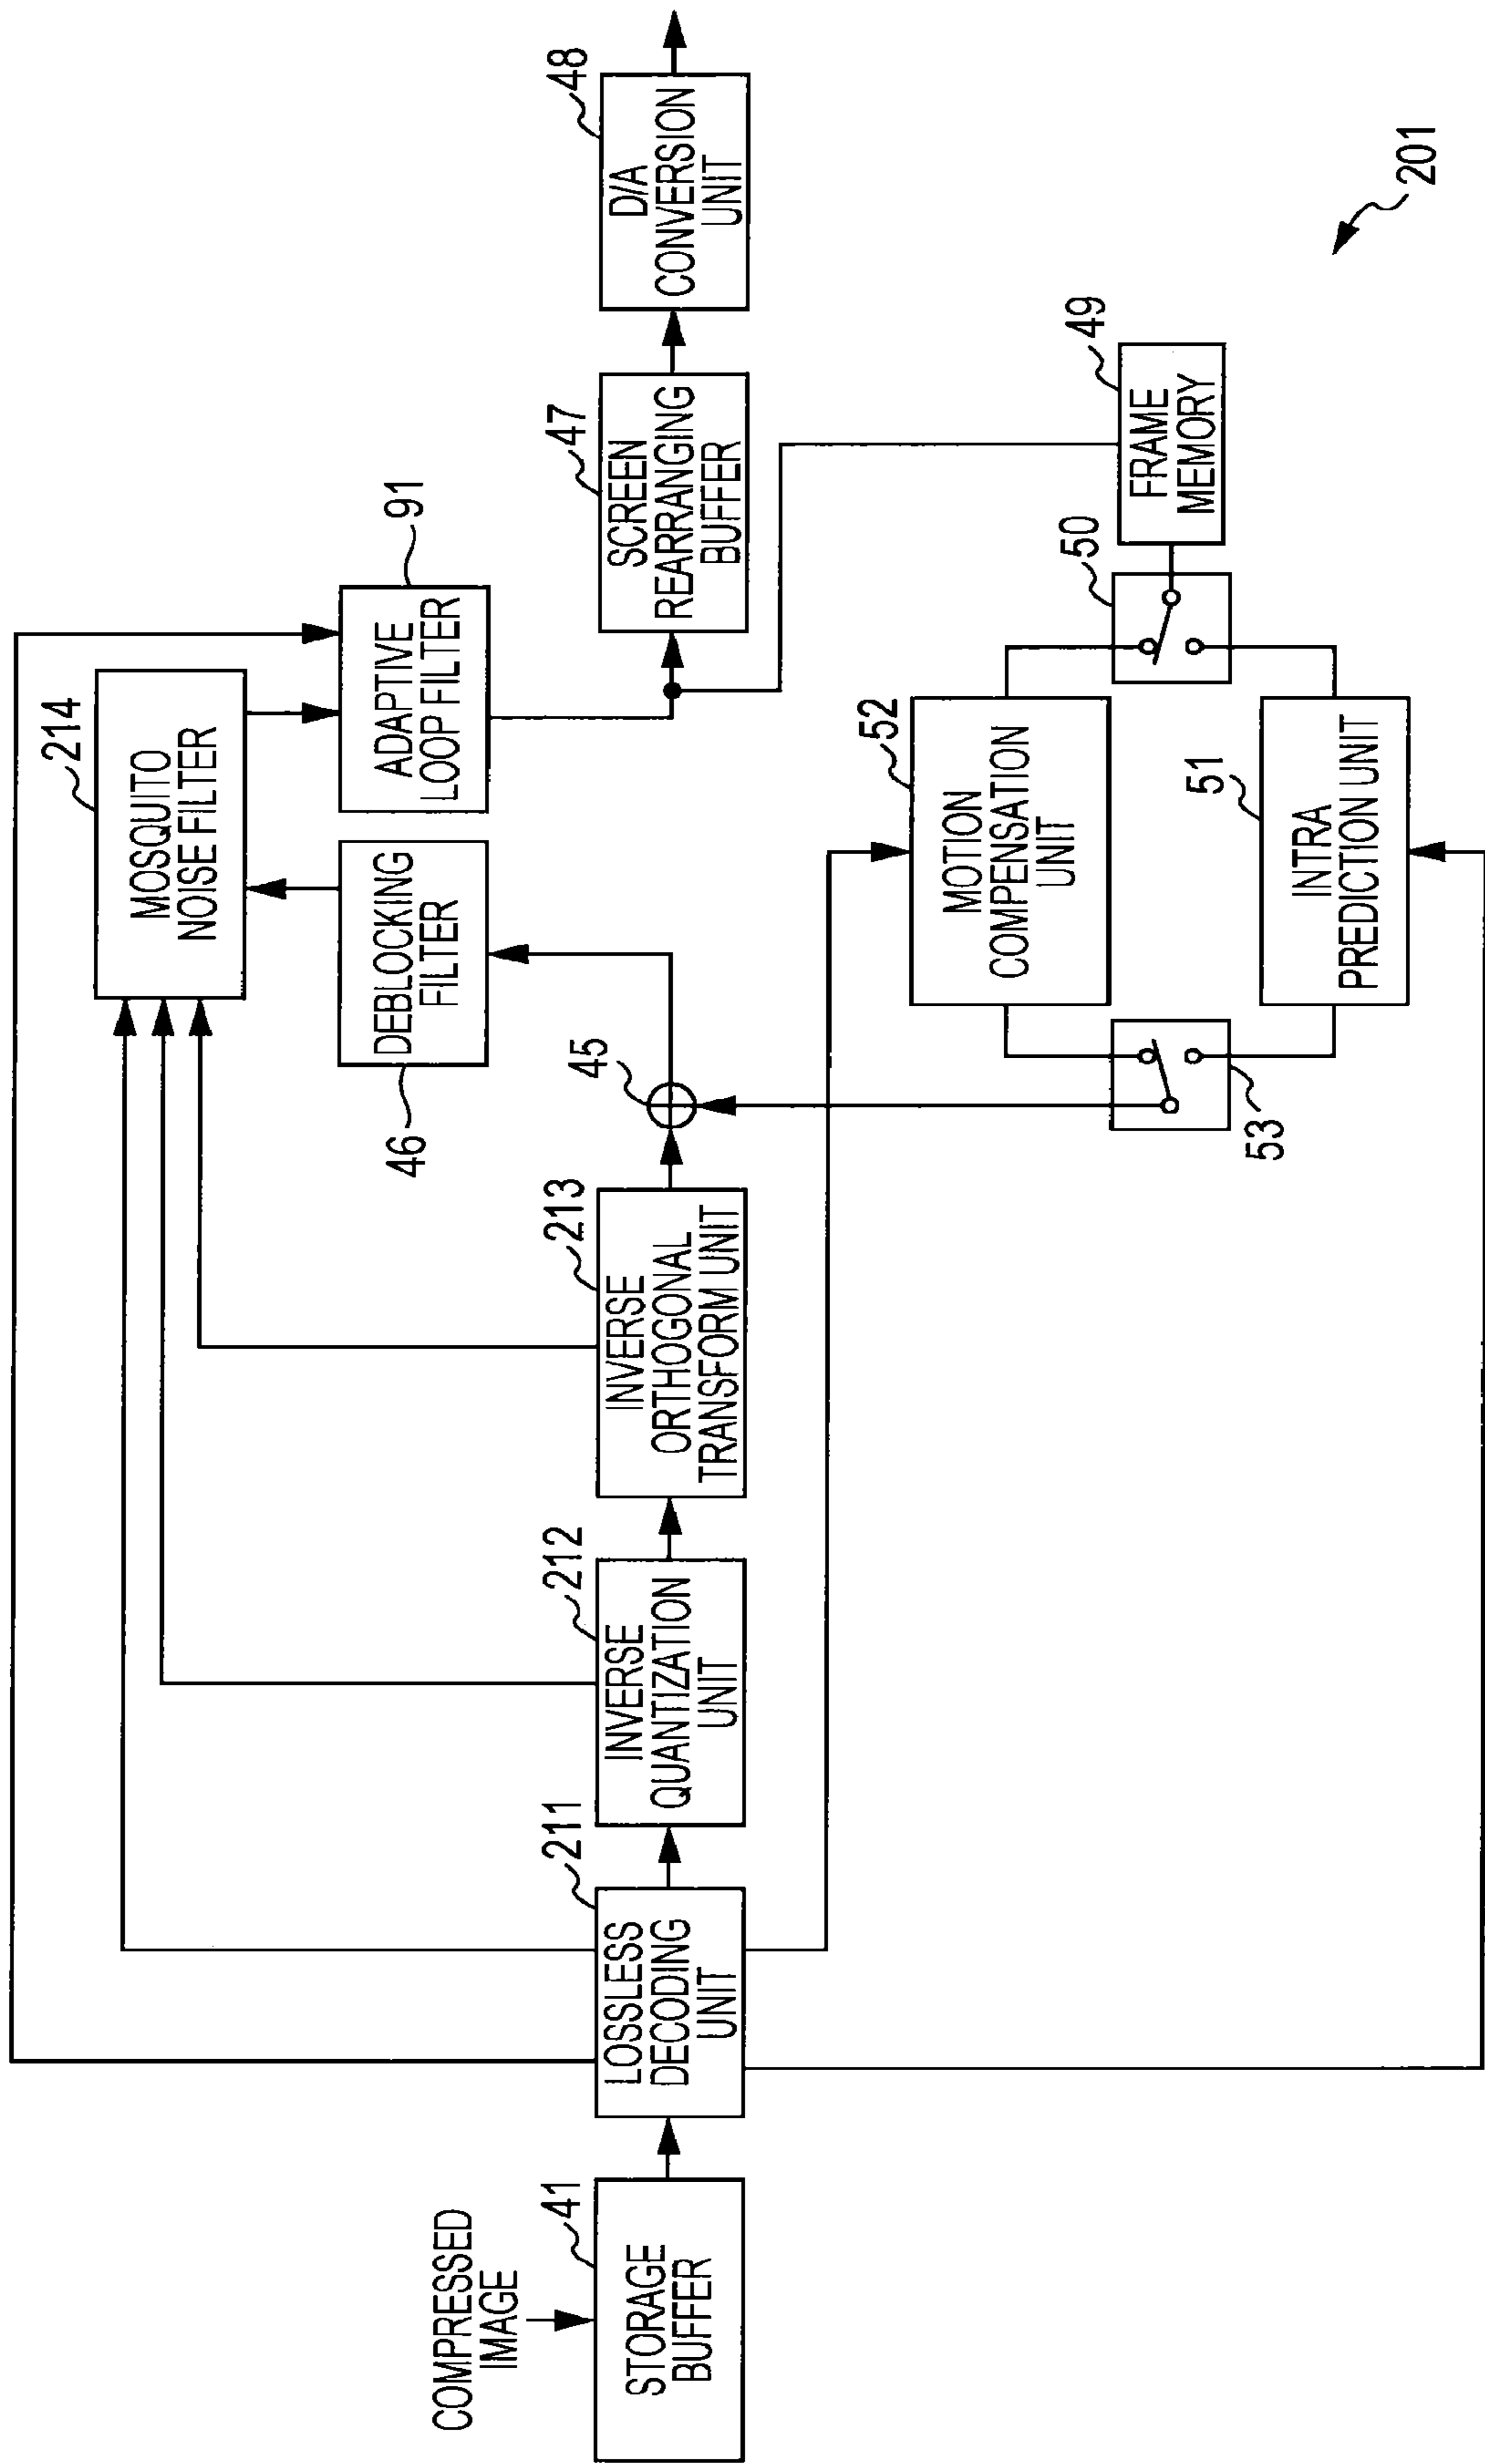 201
COMPRESSED
IMAGE
41
STORAGE
BUFFER
211
LOSSLESS
DECODING
UNIT
212
INVERSE
QUANTIZATION
UNIT
213
INVERSE
ORTHOGONAL
TRANSFORM UNIT
45
46
DEBLOCKING
FILTER
214
MOSQUITO
NOISE FILTER
91
ADAPTIVE
LOOP FILTER
47
SCREEN
REARRANGING
BUFFER
48
D/A
CONVERSION
UNIT
49
FRAME
MEMORY
50
52
MOTION
COMPENSATION
UNIT
51
INTRA
PREDICTION UNIT
53